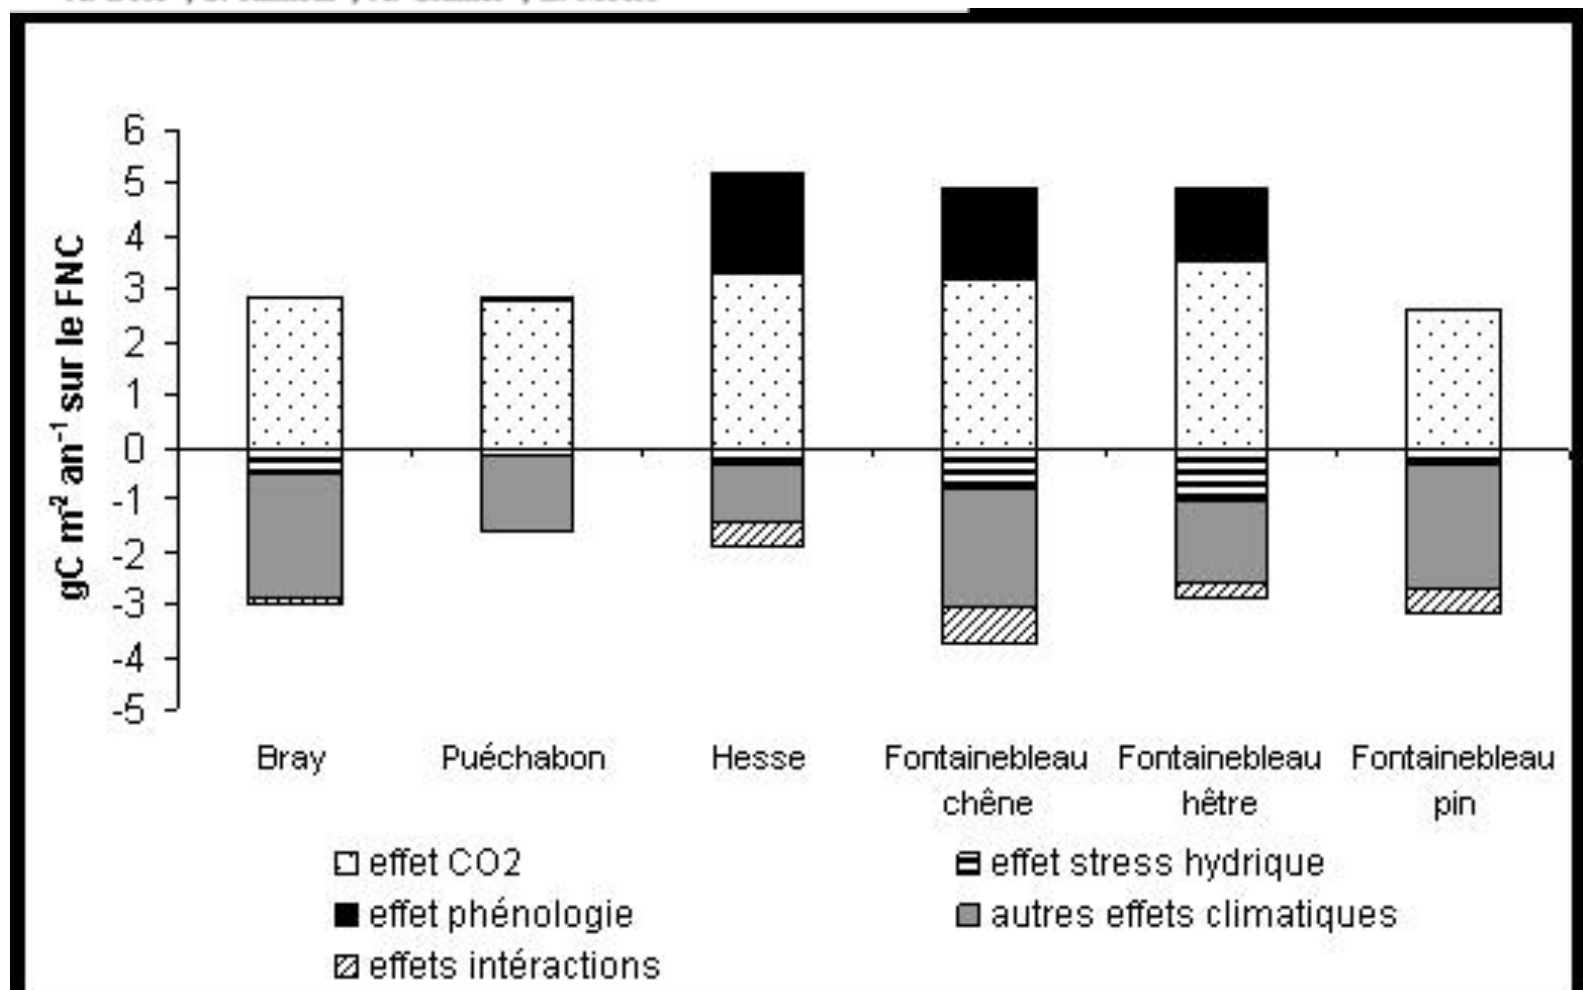 6
5
4
3
2
1
0
-1
-2
-3
-4
-5
gC m⁻² an⁻¹ sur le FNC
Bray Puéchabon Hesse Fontainebleau Fontainebleau Fontainebleau
chêne hêtre pin
effet CO2 effet stress hydrique
effet phénologie autres effets climatiques
effets intéractions